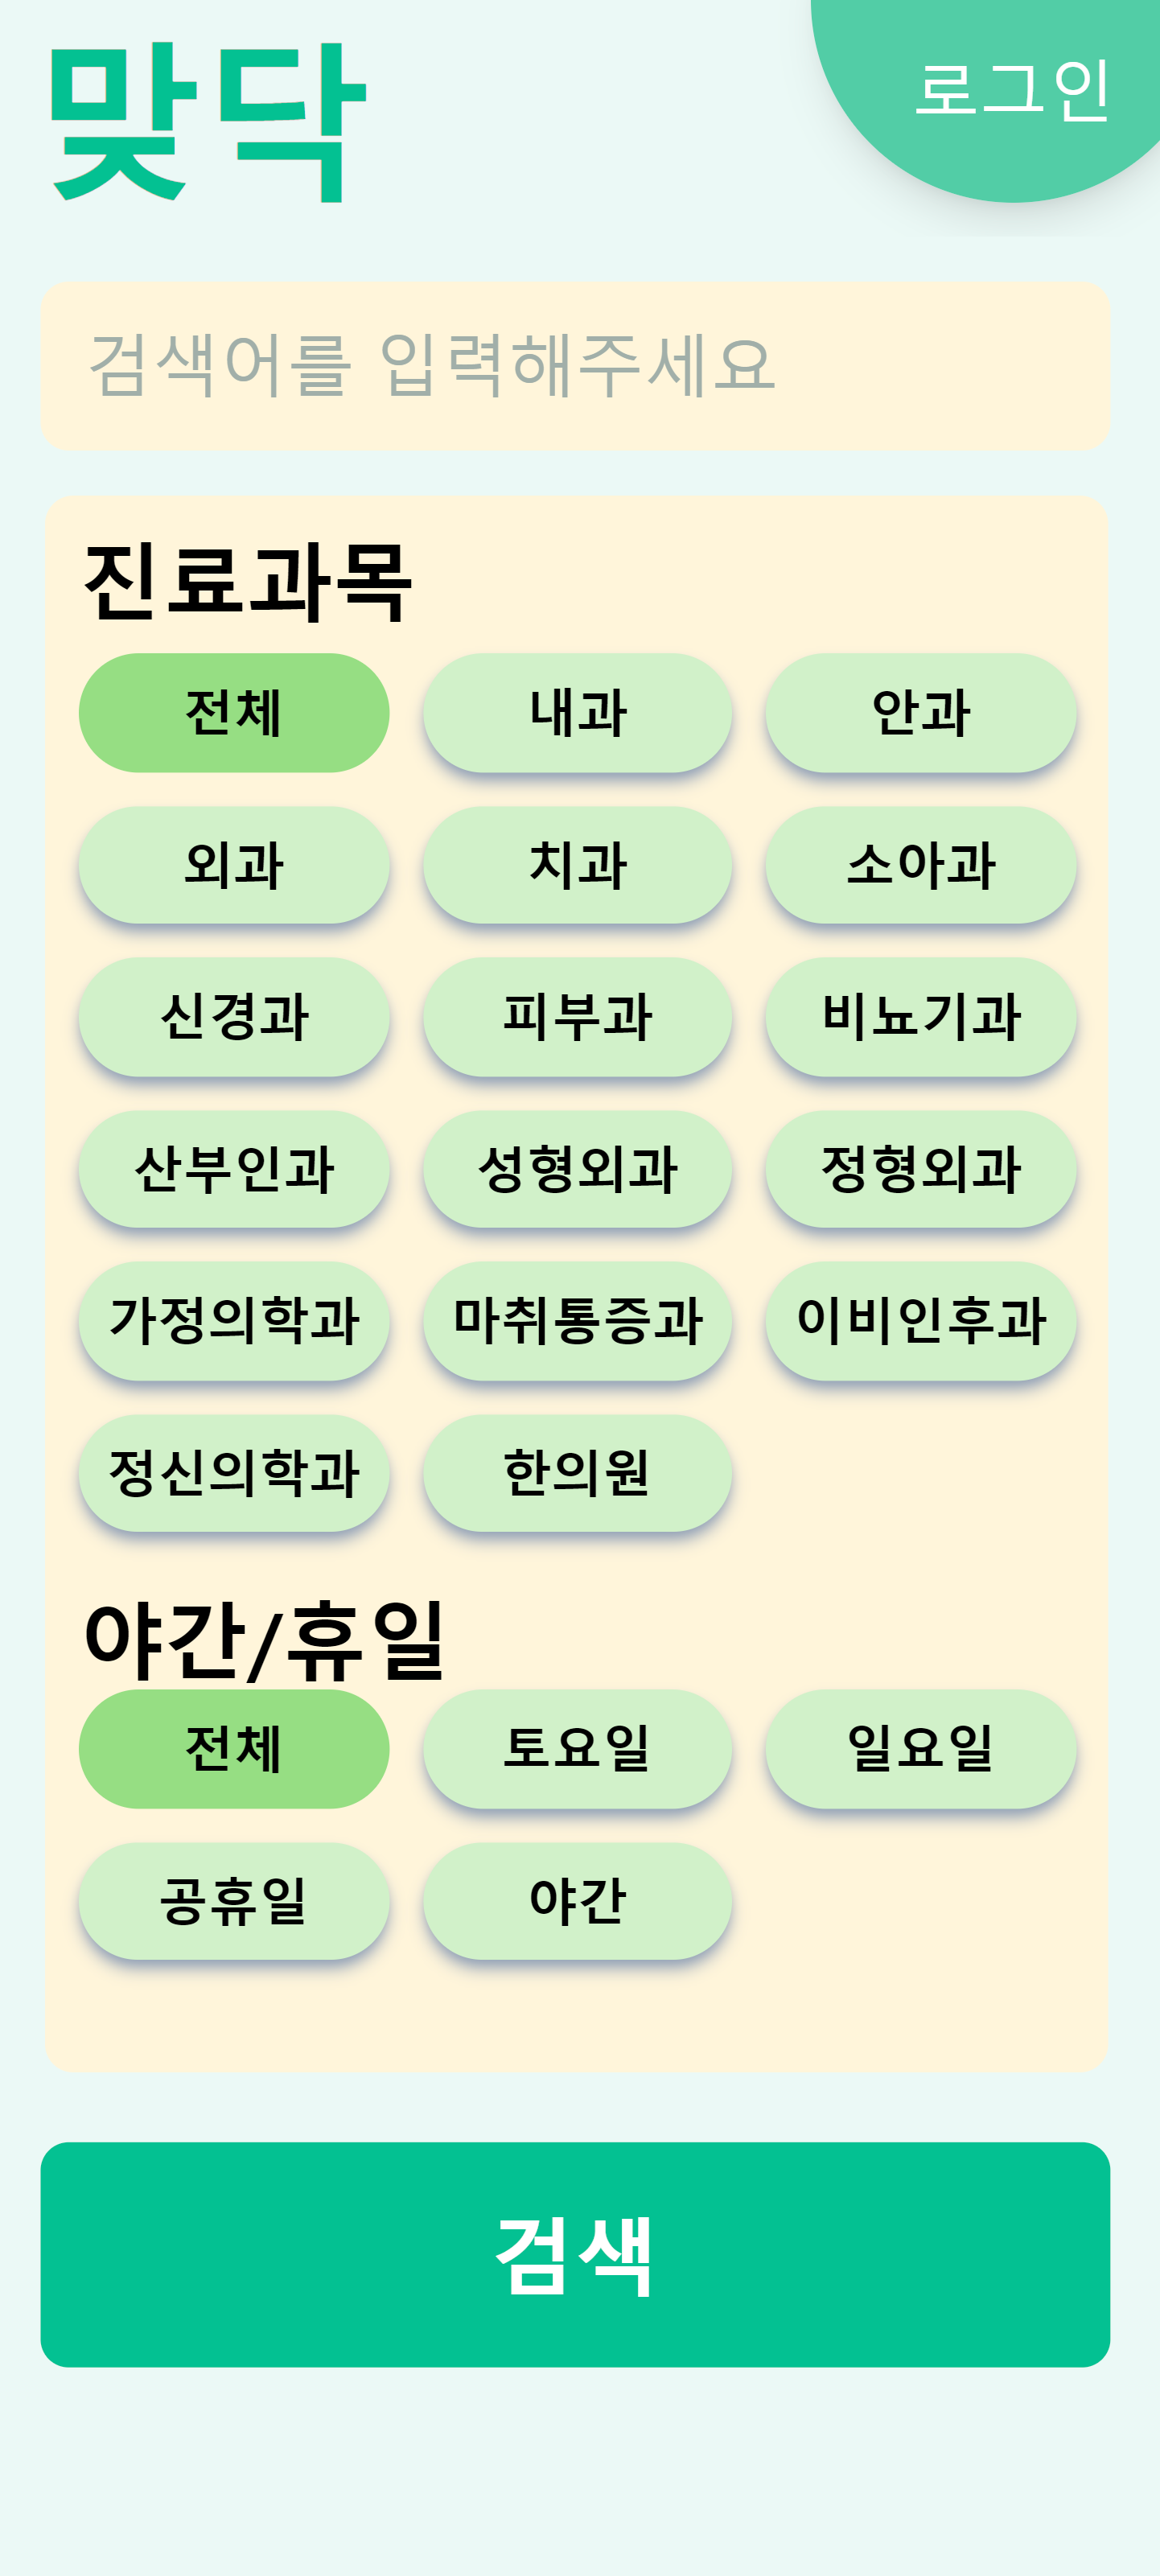 맞닥
로그인
검색어를 입력해주세요
진료과목
전체 내과 안과
외과 치과 소아과
신경과 피부과 비뇨기과
산부인과 성형외과 정형외과
가정의학과 마취통증과 이비인후과
정신의학과 한의원
야간/휴일
전체 토요일 일요일
공휴일 야간
검색